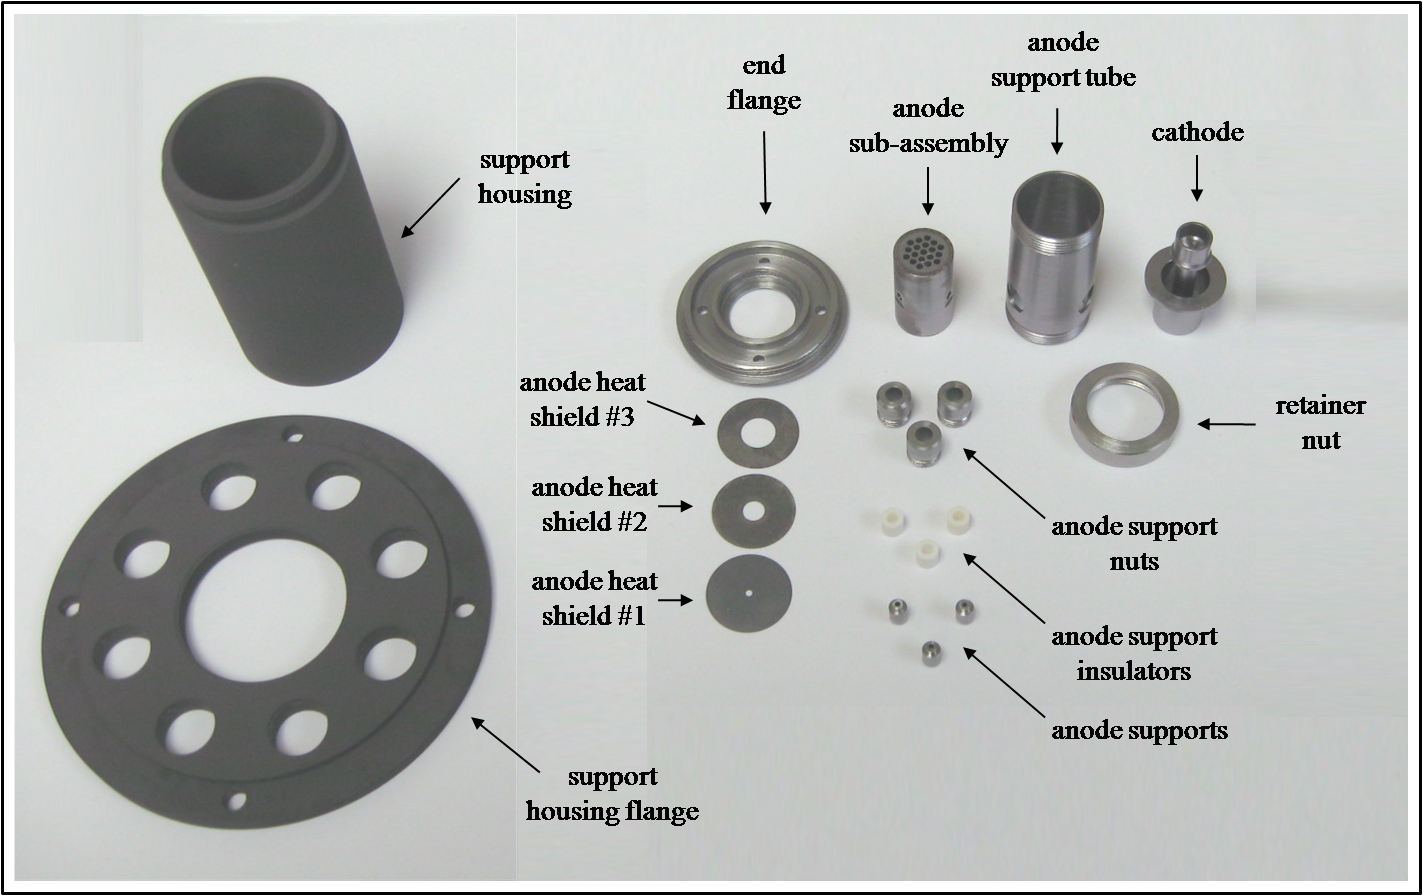 anode
support tube
end
flange
anode
sub-assembly
cathode
support
housing
anode heat
shield #3
retainer
nut
anode heat
shield #2
anode support
nuts
anode heat
shield #1
anode support
insulators
anode supports
support
housing flange